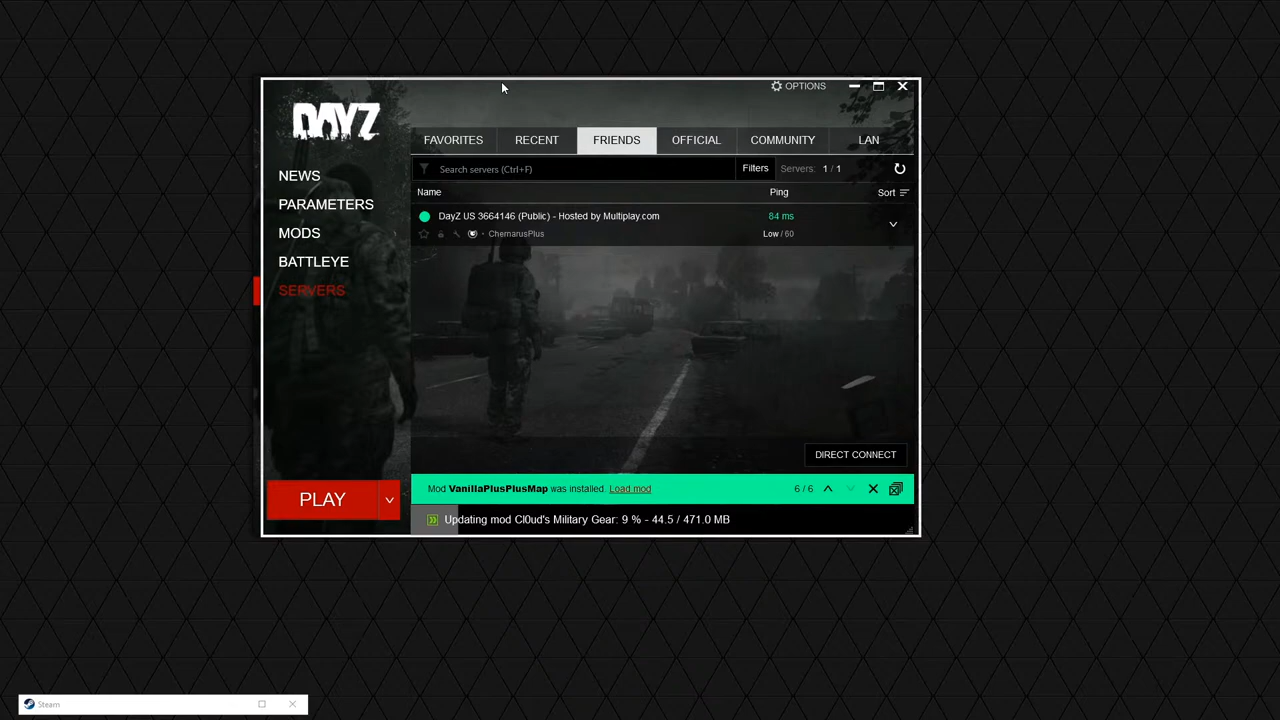 OPTIONS
DAYZ
FAVORITES RECENT FRIENDS OFFICIAL COMMUNITY LAN
Search servers (Ctrl+F) Filters Servers: 1 / 1
NEWS
PARAMETERS
MODS
BATTLEYE
SERVERS
Name Ping Sort
DayZ US 3664146 (Public) - Hosted by Multiplay.com 84 ms
• ChernarusPlus Low / 60
DIRECT CONNECT
PLAY
Mod VanillaPlusPlusMap was installed. Load mod 6 / 6
Updating mod Cl0ud's Military Gear: 9 % - 44.5 / 471.0 MB
Steam